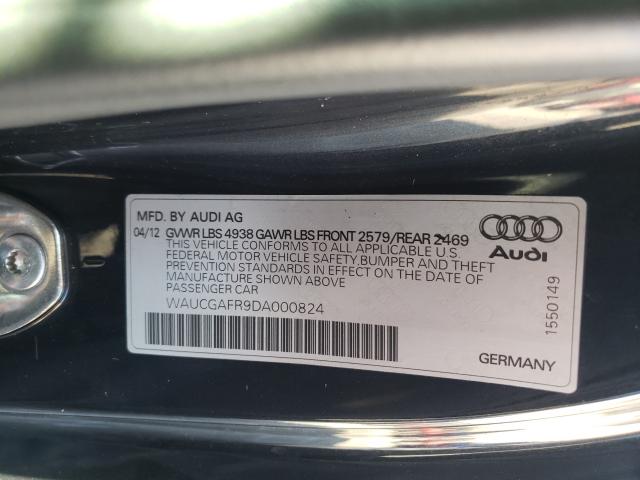 MFD. BY AUDI AG
04/12 GVWR LBS 4938 GAWR LBS FRONT 2579/REAR 2469
THIS VEHICLE CONFORMS TO ALL APPLICABLE U.S.
FEDERAL MOTOR VEHICLE SAFETY,BUMPER AND THEFT
PREVENTION STANDARDS IN EFFECT ON THE DATE OF
MANUFACTURE SHOWN ABOVE
PASSENGER CAR
WAUCGAFR9DA000824
Audi
1550149
GERMANY